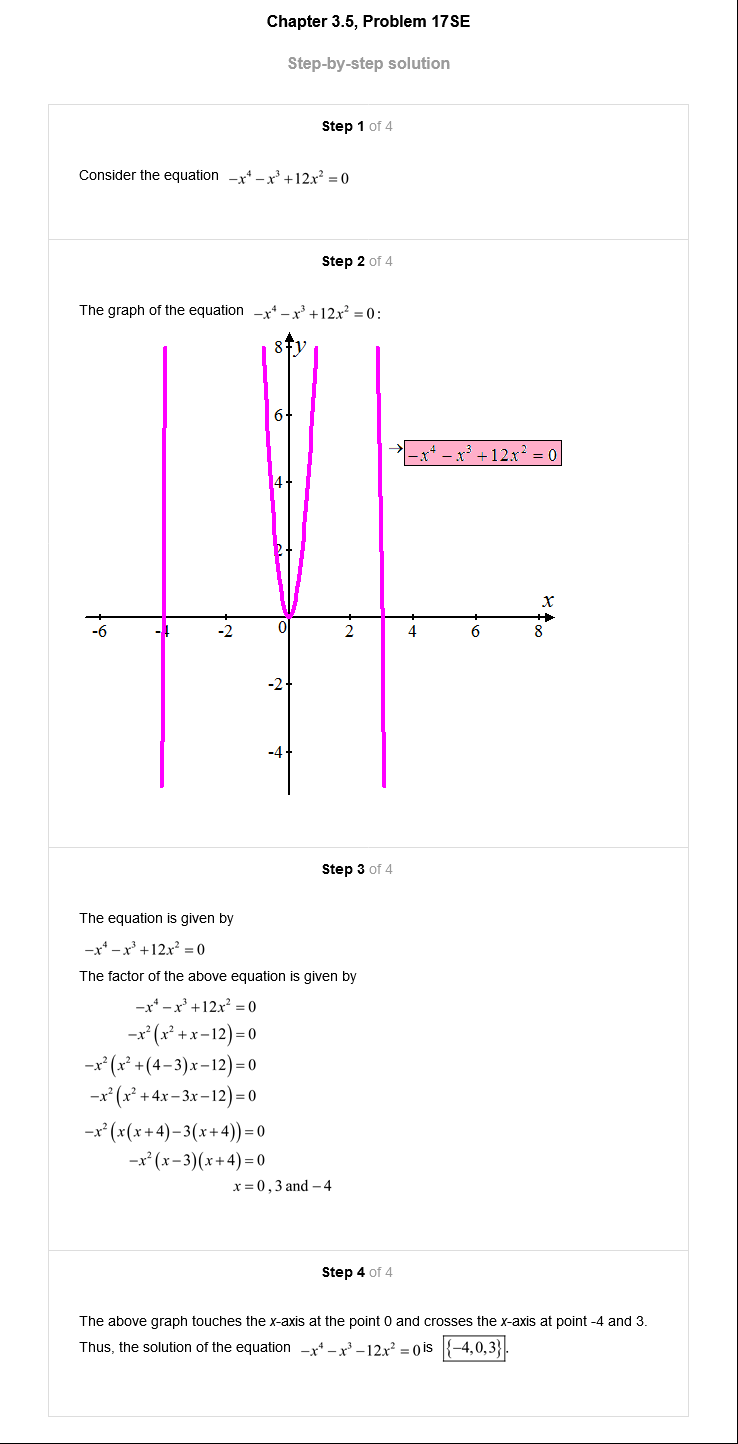 Chapter 3.5, Problem 17SE
Step-by-step solution
Step 1 of 4
Consider the equation −x⁴ − x³ + 12x² = 0
Step 2 of 4
The graph of the equation −x⁴ − x³ + 12x² = 0:
8 y
6
→ −x⁴ − x³ + 12x² = 0
4
2
x
-6 -4 -2 0 2 4 6 8
-2
-4
Step 3 of 4
The equation is given by
−x⁴ − x³ + 12x² = 0
The factor of the above equation is given by
−x⁴ − x³ + 12x² = 0
−x²(x² + x − 12) = 0
−x²(x² + (4 − 3)x − 12) = 0
−x²(x² + 4x − 3x − 12) = 0
−x²(x(x + 4) − 3(x + 4)) = 0
−x²(x − 3)(x + 4) = 0
x = 0, 3 and −4
Step 4 of 4
The above graph touches the x-axis at the point 0 and crosses the x-axis at point -4 and 3.
Thus, the solution of the equation −x⁴ − x³ − 12x² = 0 is {−4, 0, 3}.